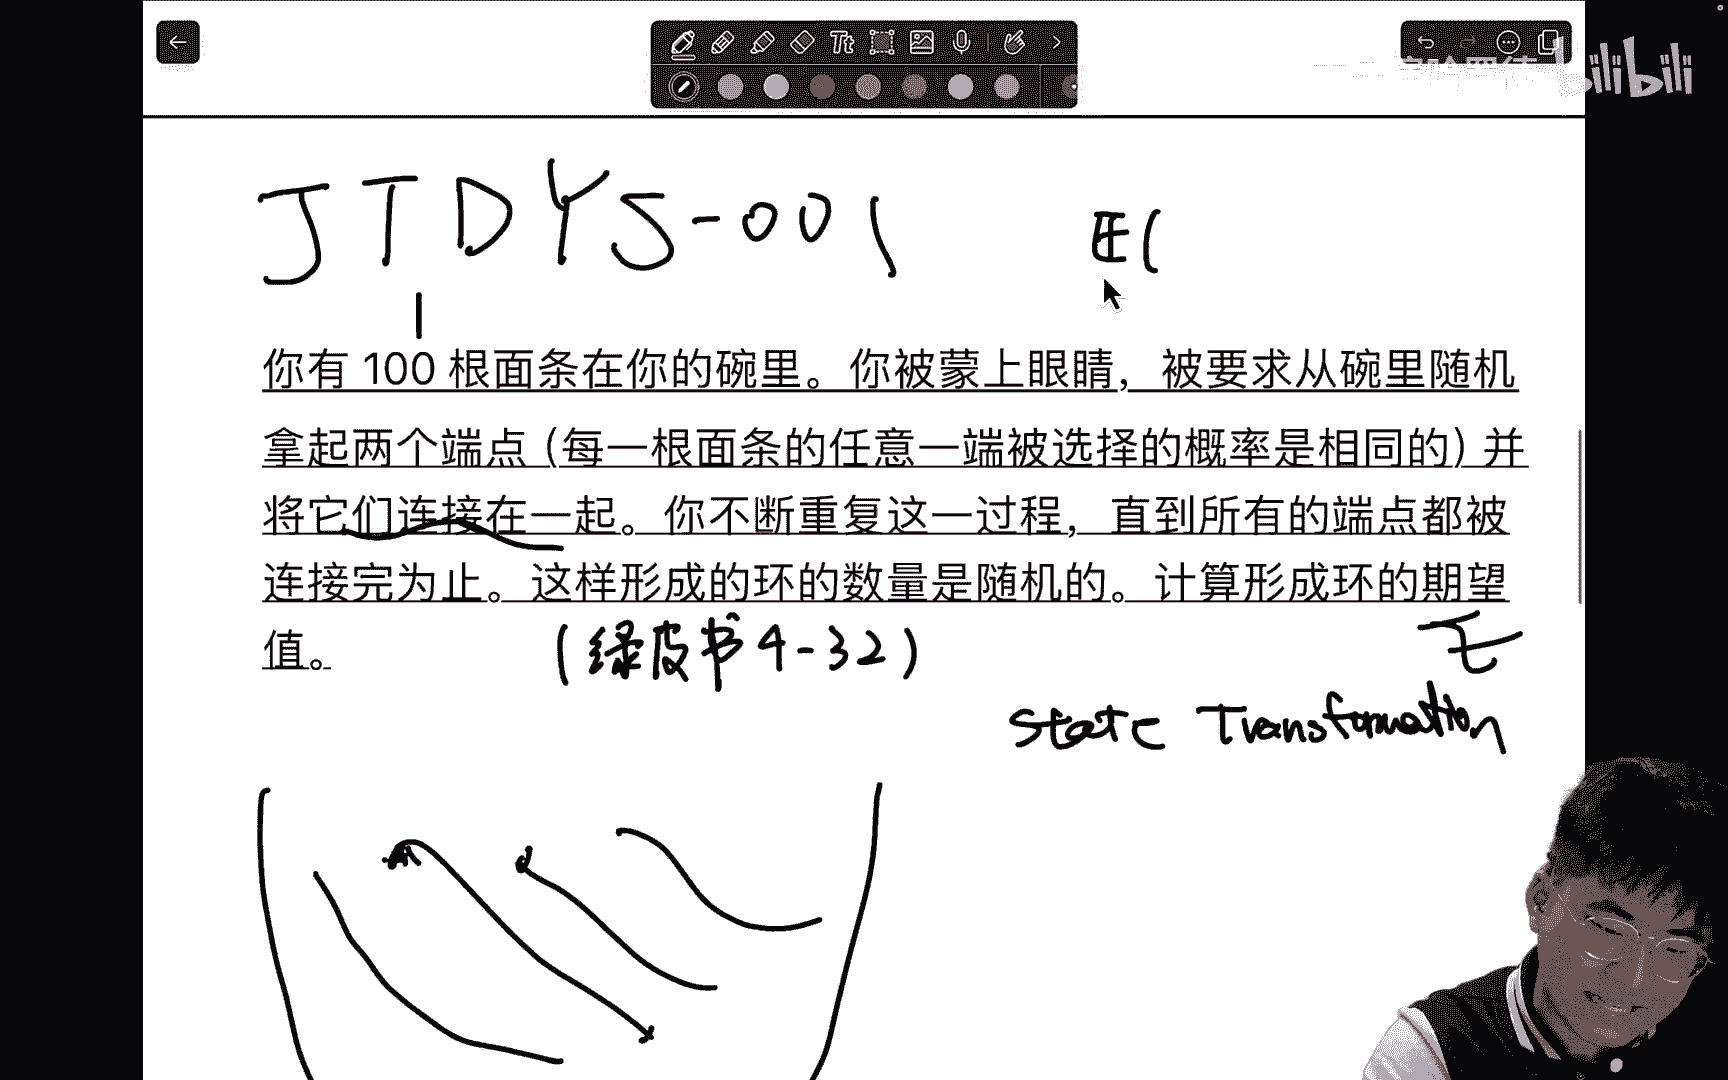 Tt
bilibili
JTDYS-001
E(
你有 100 根面条在你的碗里。你被蒙上眼睛，被要求从碗里随机
拿起两个端点（每一根面条的任意一端被选择的概率是相同的）并
将它们连接在一起。你不断重复这一过程，直到所有的端点都被
连接完为止。这样形成的环的数量是随机的。计算形成环的期望
值。
(绿皮书 4-32)
State Transformation